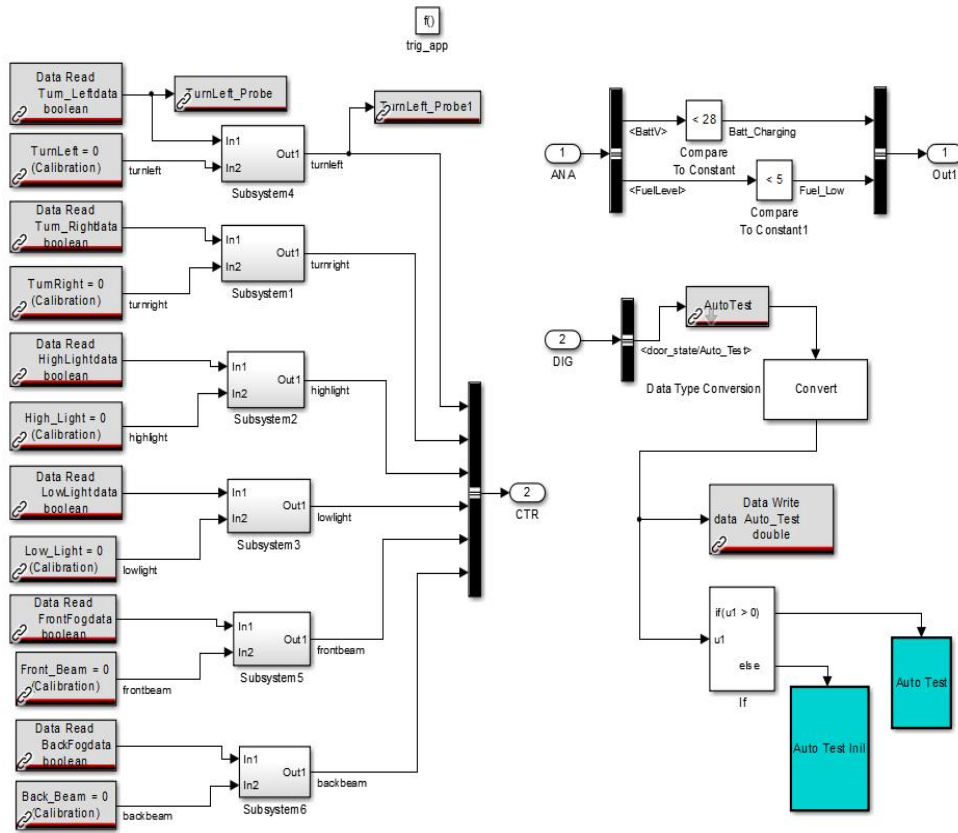 f()
trig_app
Data Read
Turn_Leftdata
boolean
TurnLeft_Probe
TurnLeft_Probe1
TurnLeft = 0
(Calibration)
turnleft
In1
In2
Out1
turnleft
Subsystem4
Data Read
Turn_Rightdata
boolean
TurnRight = 0
(Calibration)
turnright
In1
In2
Out1
turnright
Subsystem1
Data Read
HighLightdata
boolean
High_Light = 0
(Calibration)
highlight
In1
In2
Out1
highlight
Subsystem2
Data Read
LowLightdata
boolean
Low_Light = 0
(Calibration)
lowlight
In1
In2
Out1
lowlight
Subsystem3
Data Read
FrontFogdata
boolean
Front_Beam = 0
(Calibration)
frontbeam
In1
In2
Out1
frontbeam
Subsystem5
Data Read
BackFogdata
boolean
Back_Beam = 0
(Calibration)
backbeam
In1
In2
Out1
backbeam
Subsystem6
2
CTR
1
ANA
<BattV>
< 28
Batt_Charging
Compare
To Constant
<FuelLevel>
< 5
Fuel_Low
Compare
To Constant1
1
Out1
2
DIG
<door_state/Auto_Test>
AutoTest
Data Type Conversion
Convert
Data Write
data Auto_Test
double
if(u1 > 0)
u1
else
If
Auto Test
Auto Test Inil